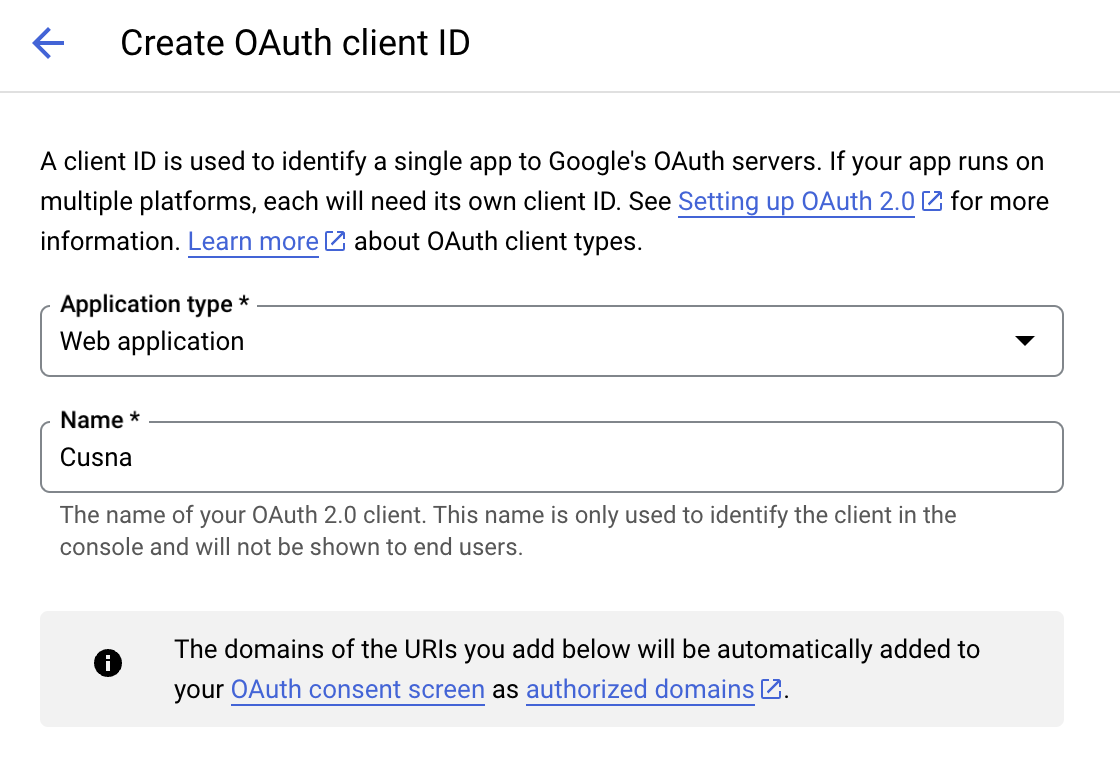 Create OAuth client ID
A client ID is used to identify a single app to Google's OAuth servers. If your app runs on
multiple platforms, each will need its own client ID. See Setting up OAuth 2.0 for more
information. Learn more about OAuth client types.
Application type *
Web application
Name *
Cusna
The name of your OAuth 2.0 client. This name is only used to identify the client in the
console and will not be shown to end users.
The domains of the URIs you add below will be automatically added to
your OAuth consent screen as authorized domains.